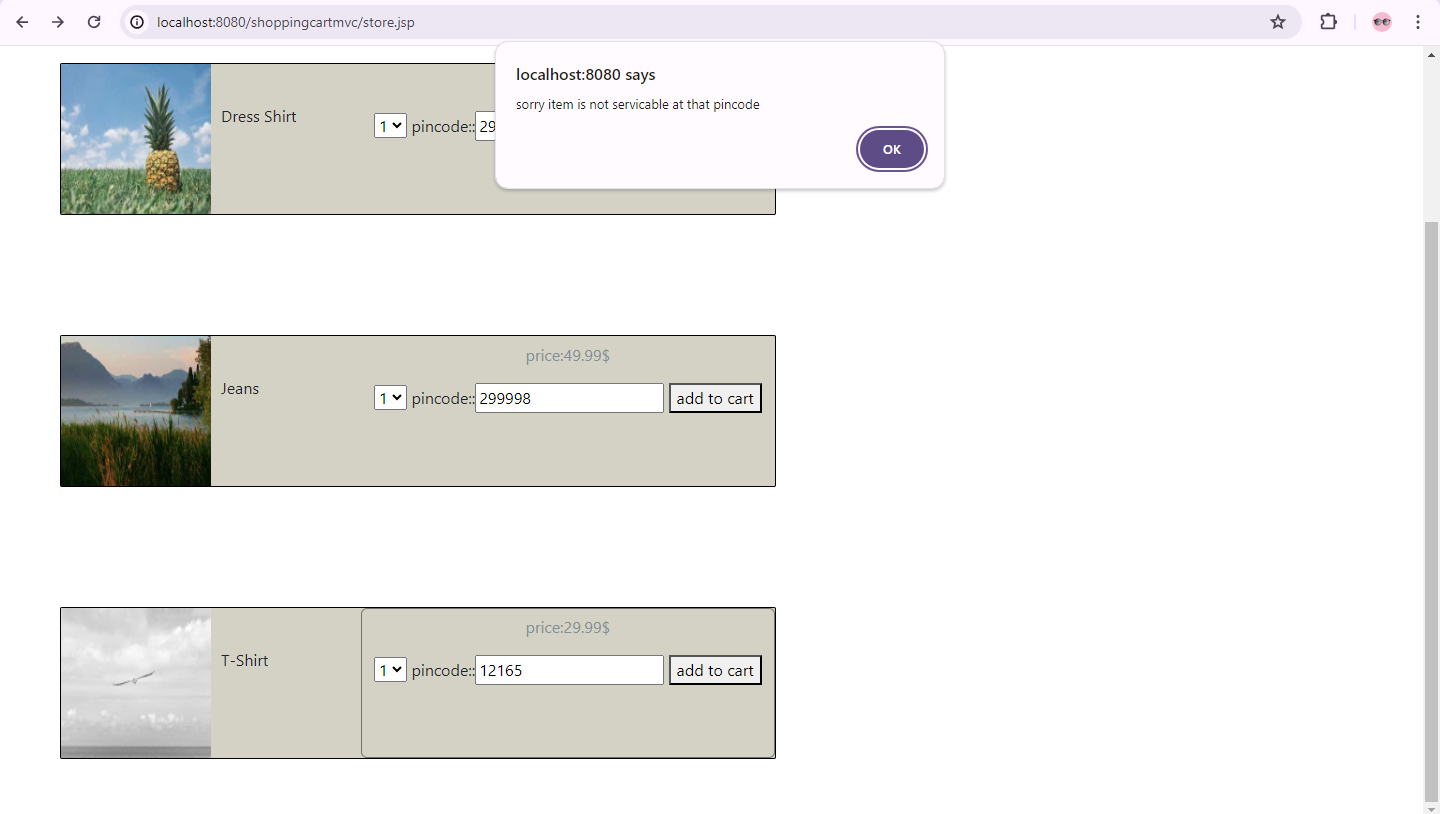 localhost:8080/shoppingcartmvc/store.jsp
localhost:8080 says
sorry item is not servicable at that pincode
OK
Dress Shirt
1 pincode:: 29
price:49.99$
Jeans
1 pincode:: 299998 add to cart
price:29.99$
T-Shirt
1 pincode:: 12165 add to cart